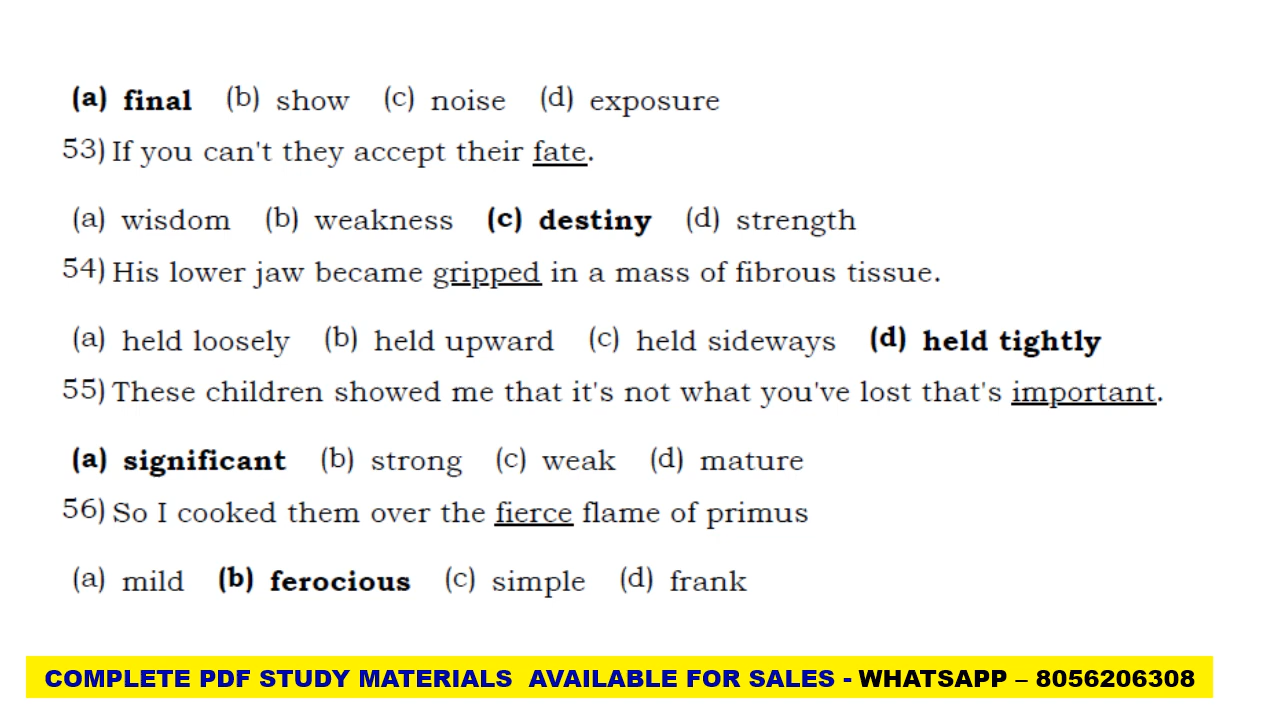 (a) final (b) show (c) noise (d) exposure
53) If you can't they accept their fate.
(a) wisdom (b) weakness (c) destiny (d) strength
54) His lower jaw became gripped in a mass of fibrous tissue.
(a) held loosely (b) held upward (c) held sideways (d) held tightly
55) These children showed me that it's not what you've lost that's important.
(a) significant (b) strong (c) weak (d) mature
56) So I cooked them over the fierce flame of primus
(a) mild (b) ferocious (c) simple (d) frank
COMPLETE PDF STUDY MATERIALS AVAILABLE FOR SALES - WHATSAPP – 8056206308